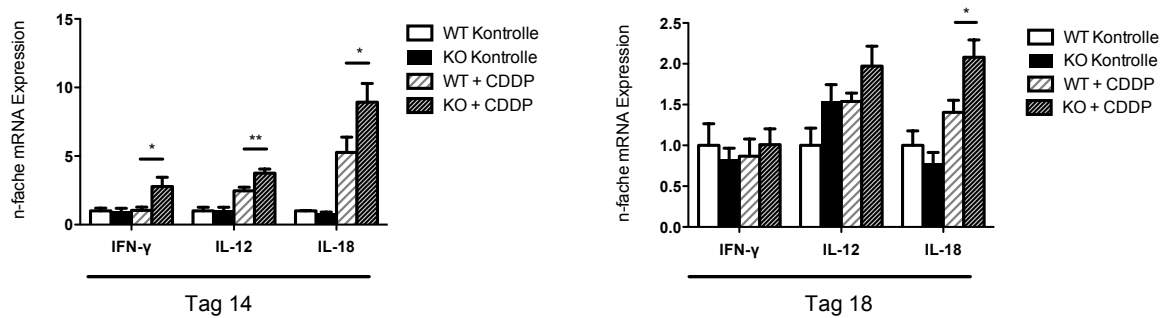 n-fache mRNA Expression
15
10
5
0
*
**
*
IFN-γ
IL-12
IL-18
Tag 14
WT Kontrolle
KO Kontrolle
WT + CDDP
KO + CDDP
n-fache mRNA Expression
2.5
2.0
1.5
1.0
0.5
0.0
*
IFN-γ
IL-12
IL-18
Tag 18
WT Kontrolle
KO Kontrolle
WT + CDDP
KO + CDDP